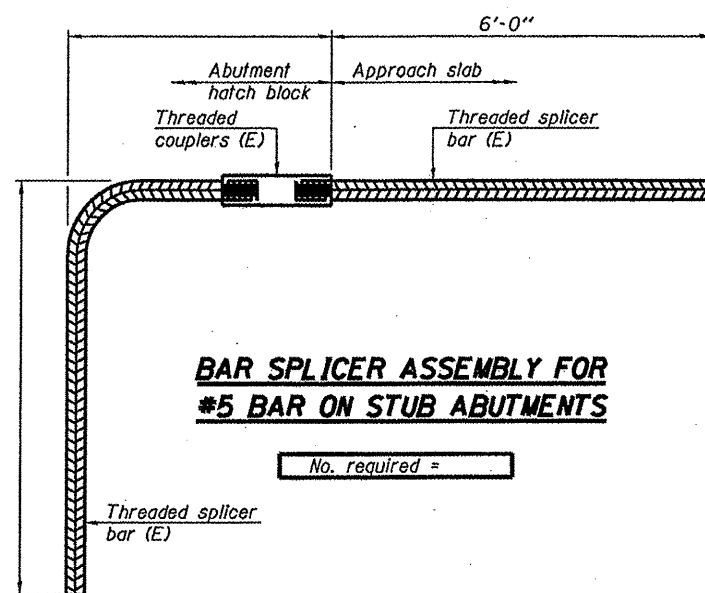 6'-0"
Abutment
hatch block
Approach slab
Threaded
couplers (E)
Threaded splicer
bar (E)
BAR SPLICER ASSEMBLY FOR
#5 BAR ON STUB ABUTMENTS
No. required =
Threaded splicer
bar (E)